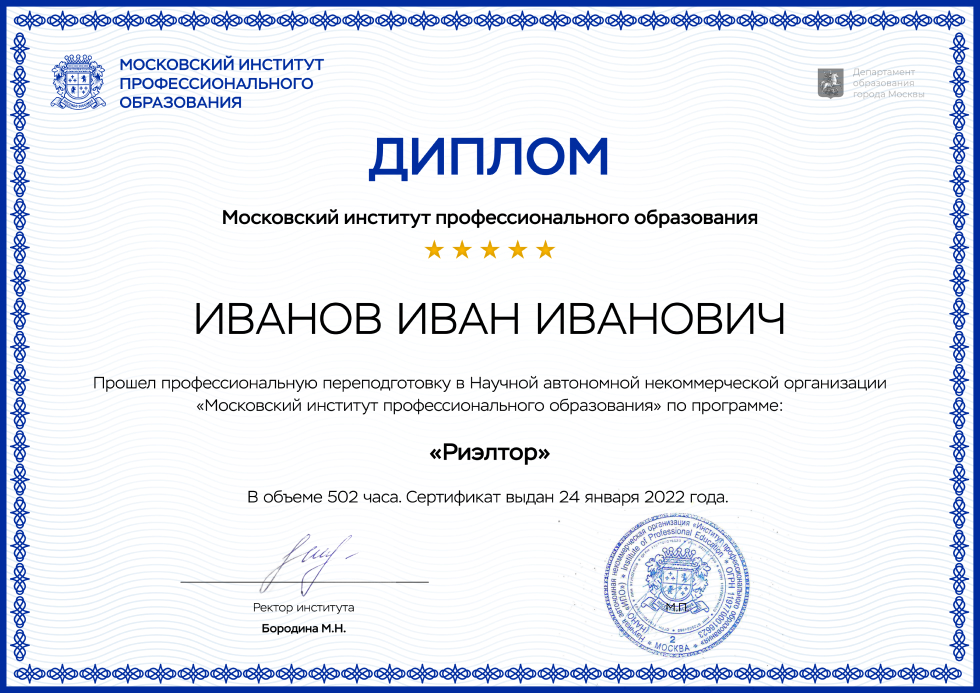 МОСКОВСКИЙ ИНСТИТУТ
ПРОФЕССИОНАЛЬНОГО
ОБРАЗОВАНИЯ
Департамент
образования
города Москвы
ДИПЛОМ
Московский институт профессионального образования
ИВАНОВ ИВАН ИВАНОВИЧ
Прошел профессиональную переподготовку в Научной автономной некоммерческой организации
«Московский институт профессионального образования» по программе:
«Риэлтор»
В объеме 502 часа. Сертификат выдан 24 января 2022 года.
Ректор института
Бородина М.Н.
Научная автономная некоммерческая организация «Институт профессионального образования»
(НАНО «ИПО») * Institute of Professional Education * ОГРН
М.П.
2
* МОСКВА *